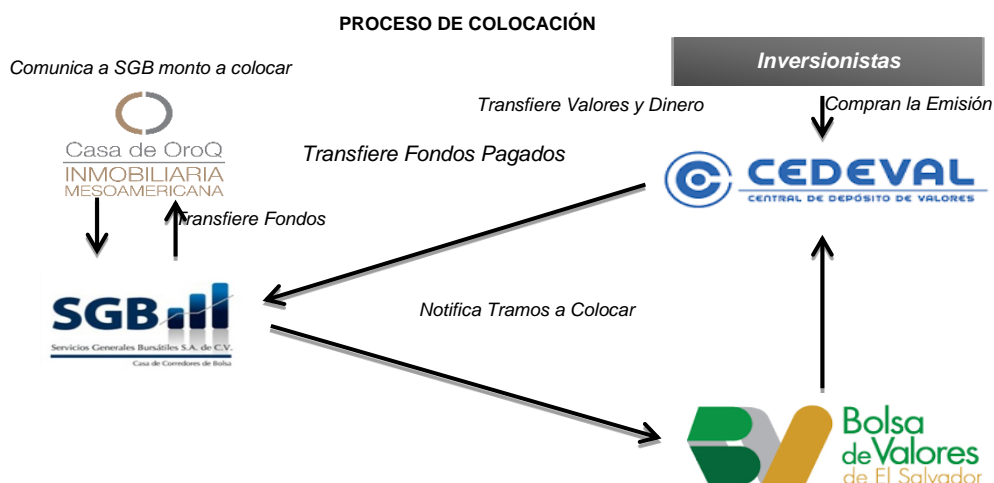 PROCESO DE COLOCACIÓN
Inversionistas
Comunica a SGB monto a colocar
Transfiere Valores y Dinero
Compran la Emisión
Casa de OroQ
INMOBILIARIA
MESOAMERICANA
Transfiere Fondos Pagados
CEDEVAL
CENTRAL DE DEPÓSITO DE VALORES
Transfiere Fondos
SGB
Servicios Generales Bursátiles S.A. de C.V.
Casa de Corredores de Bolsa
Notifica Tramos a Colocar
BV
Bolsa
de Valores
de El Salvador